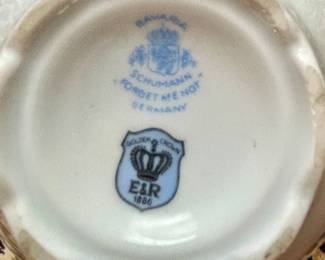 BAVARIA
SCHUMANN
"FORGET ME NOT"
GERMANY
GOLDEN CROWN
E&R
1886